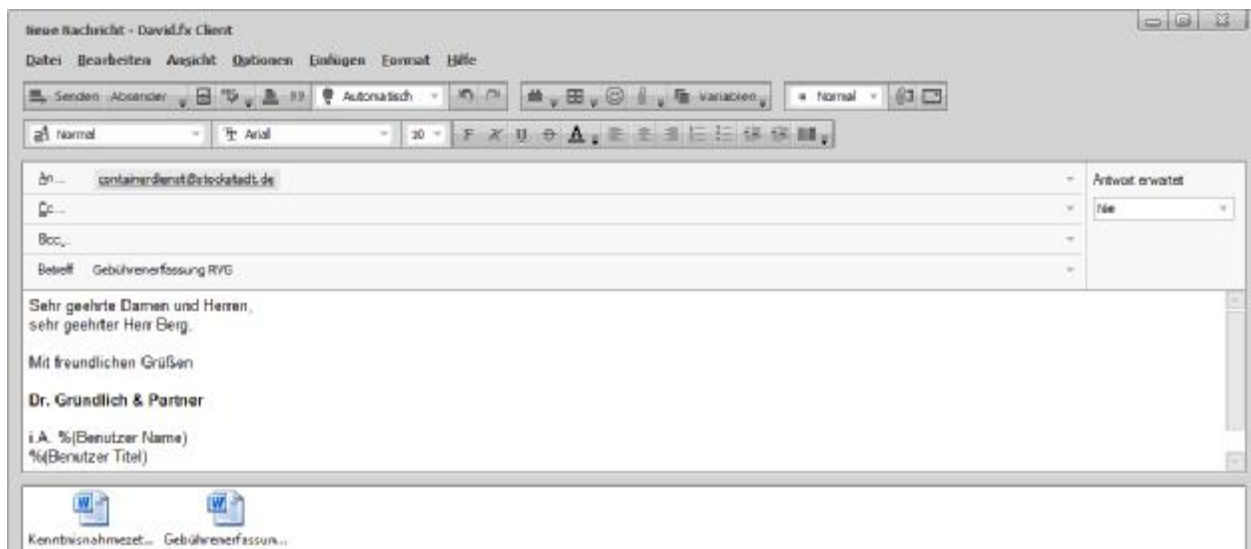 Neue Nachricht - David.fx Client
Datei Bearbeiten Ansicht Optionen Einfügen Format Hilfe
Senden Absender Automatisch Variablen Normal
Normal Arial 10 F K U A
An... containerdienst@stockstadt.de
Antwort erwartet
Cc...
Nie
Bcc...
Betreff Gebührenerfassung RVG
Sehr geehrte Damen und Herren,
sehr geehrter Herr Berg,
Mit freundlichen Grüßen
Dr. Gründlich & Partner
i.A. %(Benutzer Name)
%(Benutzer Titel)
Kenntnisnahmezet... Gebührenerfassun...